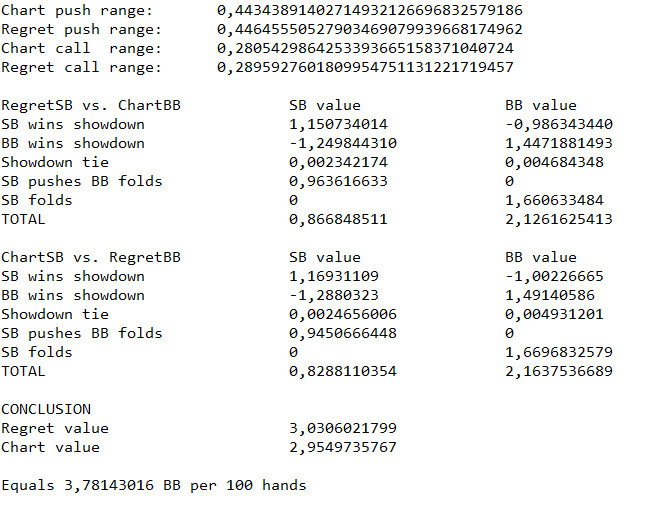 Chart push range: 0,44343891402714932126696832579186
Regret push range: 0,44645550527903469079939668174962
Chart call range: 0,2805429864253393665158371040724
Regret call range: 0,2895927601809954751131221719457
RegretSB vs. ChartBB SB value BB value
SB wins showdown 1,150734014 -0,986343440
BB wins showdown -1,249844310 1,4471881493
Showdown tie 0,002342174 0,004684348
SB pushes BB folds 0,963616633 0
SB folds 0 1,660633484
TOTAL 0,866848511 2,1261625413
ChartSB vs. RegretBB SB value BB value
SB wins showdown 1,16931109 -1,00226665
BB wins showdown -1,2880323 1,49140586
Showdown tie 0,0024656006 0,004931201
SB pushes BB folds 0,9450666448 0
SB folds 0 1,6696832579
TOTAL 0,8288110354 2,1637536689
CONCLUSION
Regret value 3,0306021799
Chart value 2,9549735767
Equals 3,78143016 BB per 100 hands